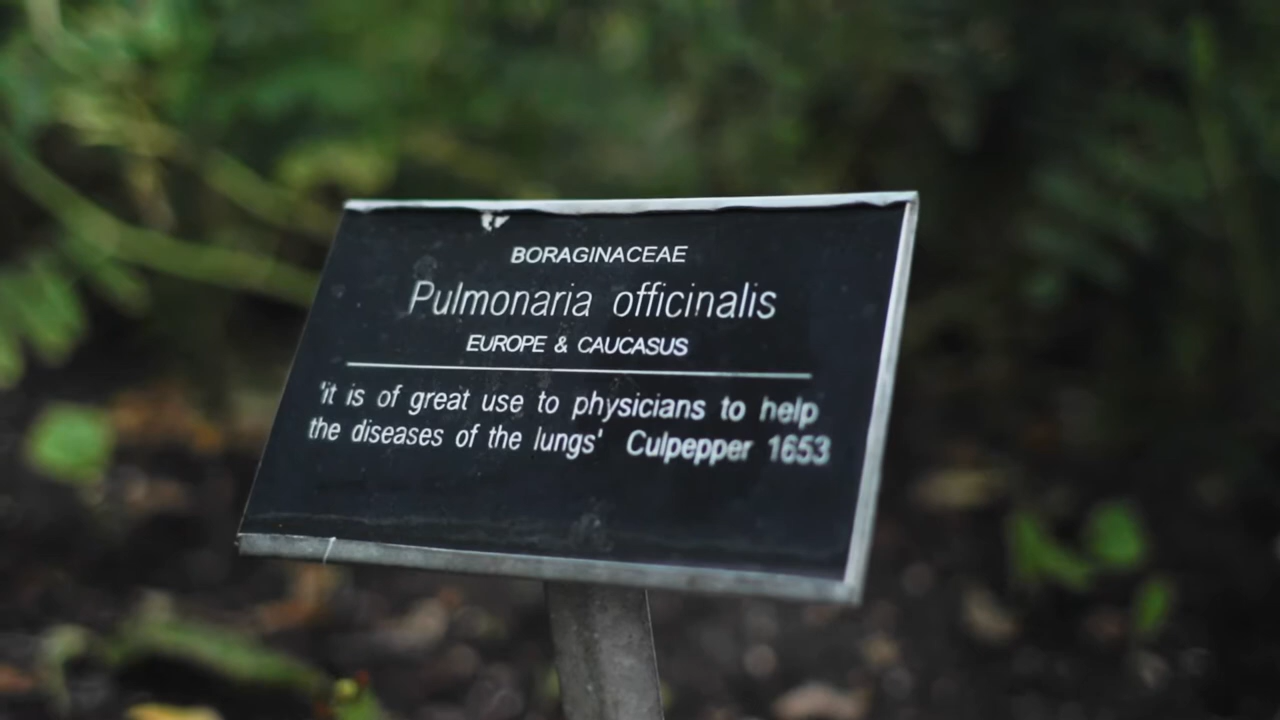 BORAGINACEAE
Pulmonaria officinalis
EUROPE & CAUCASUS
'it is of great use to physicians to help
the diseases of the lungs' Culpepper 1653